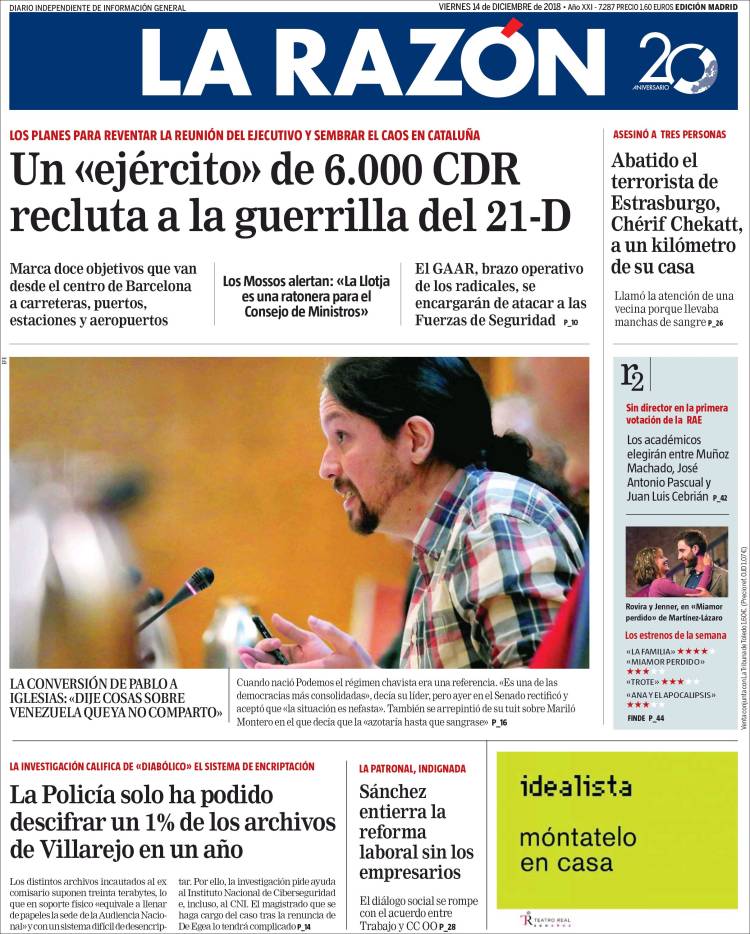 DIARIO INDEPENDIENTE DE INFORMACIÓN GENERAL
VIERNES 14 de DICIEMBRE de 2018 • Año XXI • 7.287 PRECIO 1,60 EUROS EDICIÓN MADRID
LA RAZÓN
20
ANIVERSARIO
LOS PLANES PARA REVENTAR LA REUNIÓN DEL EJECUTIVO Y SEMBRAR EL CAOS EN CATALUÑA
Un «ejército» de 6.000 CDR
recluta a la guerrilla del 21-D
Marca doce objetivos que van
desde el centro de Barcelona
a carreteras, puertos,
estaciones y aeropuertos
Los Mossos alertan: «La Llotja
es una ratonera para el
Consejo de Ministros»
El GAAR, brazo operativo
de los radicales, se
encargarán de atacar a las
Fuerzas de Seguridad P_10
ASESINÓ A TRES PERSONAS
Abatido el
terrorista de
Estrasburgo,
Chérif Chekatt,
a un kilómetro
de su casa
Llamó la atención de una
vecina porque llevaba
manchas de sangre P_26
EFE
r2
Sin director en la primera
votación de la RAE
Los académicos
elegirán entre Muñoz
Machado, José
Antonio Pascual y
Juan Luis Cebrián P_42
Rovira y Jenner, en «Miamor
perdido» de Martínez-Lázaro
Los estrenos de la semana
«LA FAMILIA» ★★★★★
«MIAMOR PERDIDO»
★★★★★
«TROTE» ★★★★★
«ANA Y EL APOCALIPSIS»
★★★★★
FINDE P_44
Venta conjunta con La Tribuna de Toledo
LA CONVERSIÓN DE PABLO A
IGLESIAS: «DIJE COSAS SOBRE
VENEZUELA QUE YA NO COMPARTO»
Cuando nació Podemos el régimen chavista era una referencia. «Es una de las
democracias más consolidadas», decía su líder, pero ayer en el Senado rectificó y
aceptó que «la situación es nefasta». También se arrepintió de su tuit sobre Mariló
Montero en el que decía que la «azotaría hasta que sangrase» P_16
LA INVESTIGACIÓN CALIFICA DE «DIABÓLICO» EL SISTEMA DE ENCRIPTACIÓN
La Policía solo ha podido
descifrar un 1% de los archivos
de Villarejo en un año
Los distintos archivos incautados al ex
comisario suponen treinta terabytes, lo
que en soporte físico «equivale a llenar
de papeles la sede de la Audiencia Nacio-
nal» y con un sistema difícil de desencrip-
tar. Por ello, la investigación pide ayuda
al Instituto Nacional de Ciberseguridad
e, incluso, al CNI. El magistrado que se
haga cargo del caso tras la renuncia de
De Egea lo tendrá complicado P_14
LA PATRONAL, INDIGNADA
Sánchez
entierra la
reforma
laboral sin los
empresarios
El diálogo social se rompe
con el acuerdo entre
Trabajo y CC OO P_28
idealista
móntatelo
en casa
TEATRO REAL